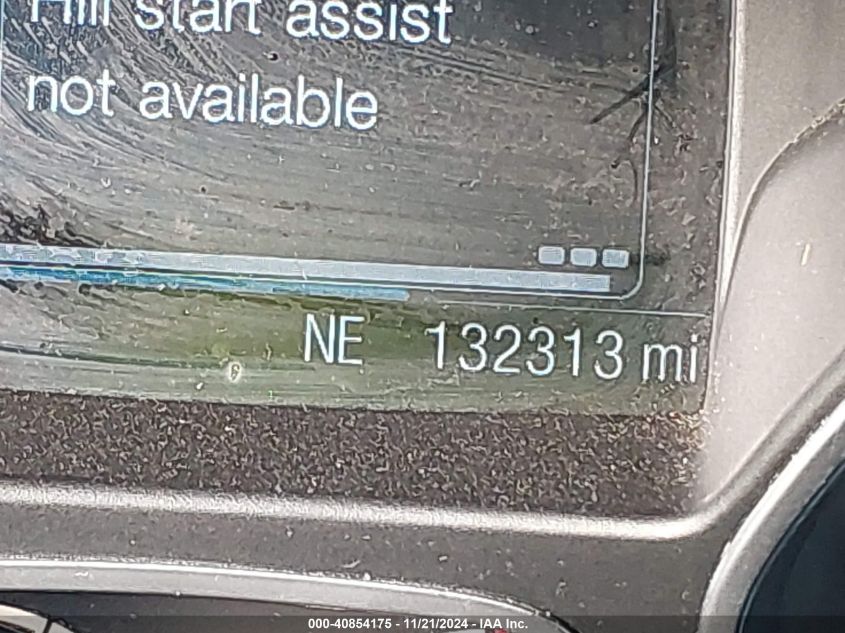 Hill start assist
not available
NE 132313 mi
000-40854175 - 11/21/2024 - IAA Inc.